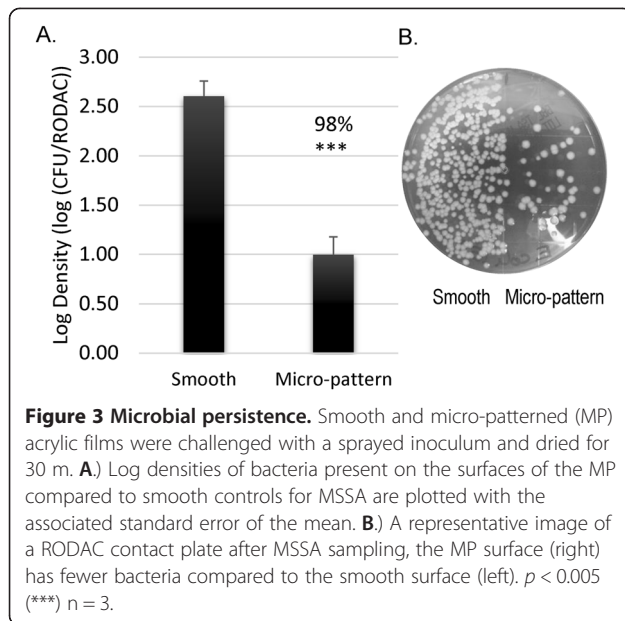 A.
B.
3.00
2.50
2.00
1.50
1.00
0.50
0.00
Log Density (log (CFU/RODAC))
98%
***
Smooth
Micro-pattern
Smooth Micro-pattern
Figure 3 Microbial persistence. Smooth and micro-patterned (MP)
acrylic films were challenged with a sprayed inoculum and dried for
30 m. A.) Log densities of bacteria present on the surfaces of the MP
compared to smooth controls for MSSA are plotted with the
associated standard error of the mean. B.) A representative image of
a RODAC contact plate after MSSA sampling, the MP surface (right)
has fewer bacteria compared to the smooth surface (left). p < 0.005
(***) n = 3.